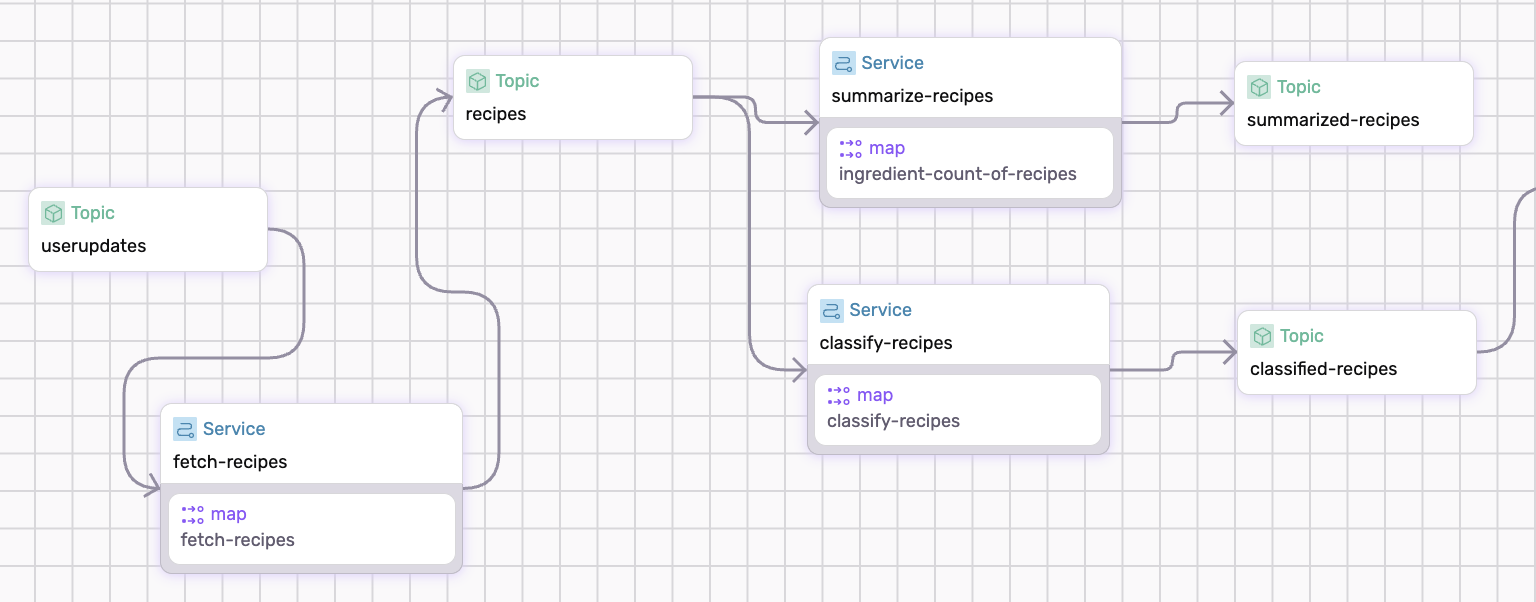 Topic
userupdates
Service
fetch-recipes
map
fetch-recipes
Topic
recipes
Service
summarize-recipes
map
ingredient-count-of-recipes
Service
classify-recipes
map
classify-recipes
Topic
summarized-recipes
Topic
classified-recipes